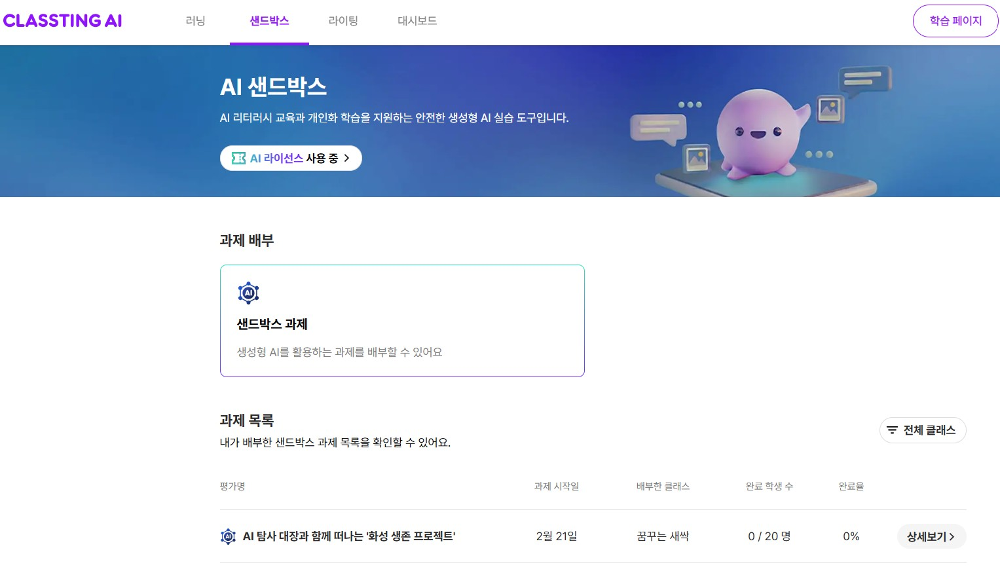 CLASSTING AI
러닝
샌드박스
라이팅
대시보드
학습 페이지
AI 샌드박스
AI 리터러시 교육과 개인화 학습을 지원하는 안전한 생성형 AI 실습 도구입니다.
AI 라이선스 사용 중
과제 배부
AI
샌드박스 과제
생성형 AI를 활용하는 과제를 배부할 수 있어요
과제 목록
내가 배부한 샌드박스 과제 목록을 확인할 수 있어요.
전체 클래스
평가명 과제 시작일 배부한 클래스 완료 학생 수 완료율
AI AI 탐사 대장과 함께 떠나는 '화성 생존 프로젝트' 2월 21일 꿈꾸는 새싹 0 / 20 명 0% 상세보기